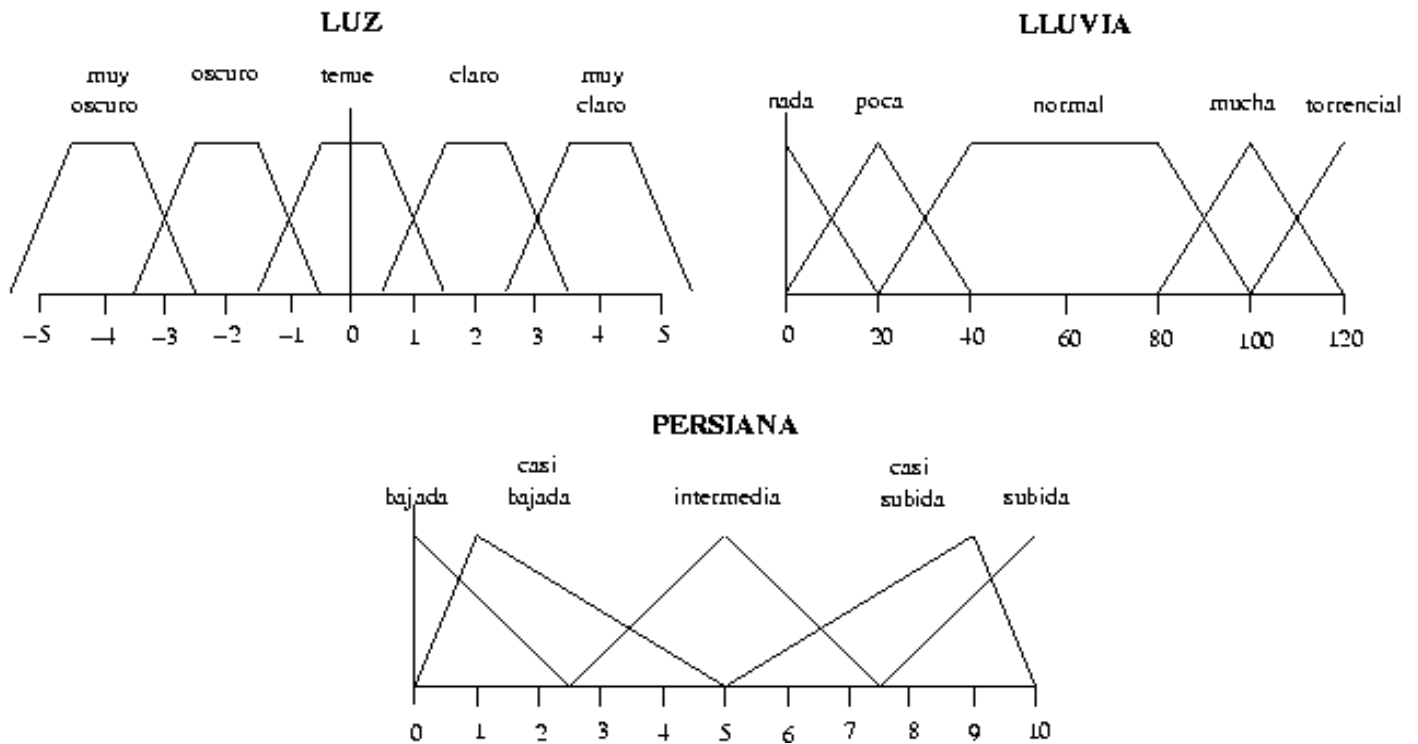 LUZ
muy oscuro tenue claro muy
oscuro claro
–5 –4 –3 –2 –1 0 1 2 3 4 5
LLUVIA
nada poca normal mucha torrencial
0 20 40 60 80 100 120
PERSIANA
casi casi
bajada bajada intermedia subida subida
0 1 2 3 4 5 6 7 8 9 10